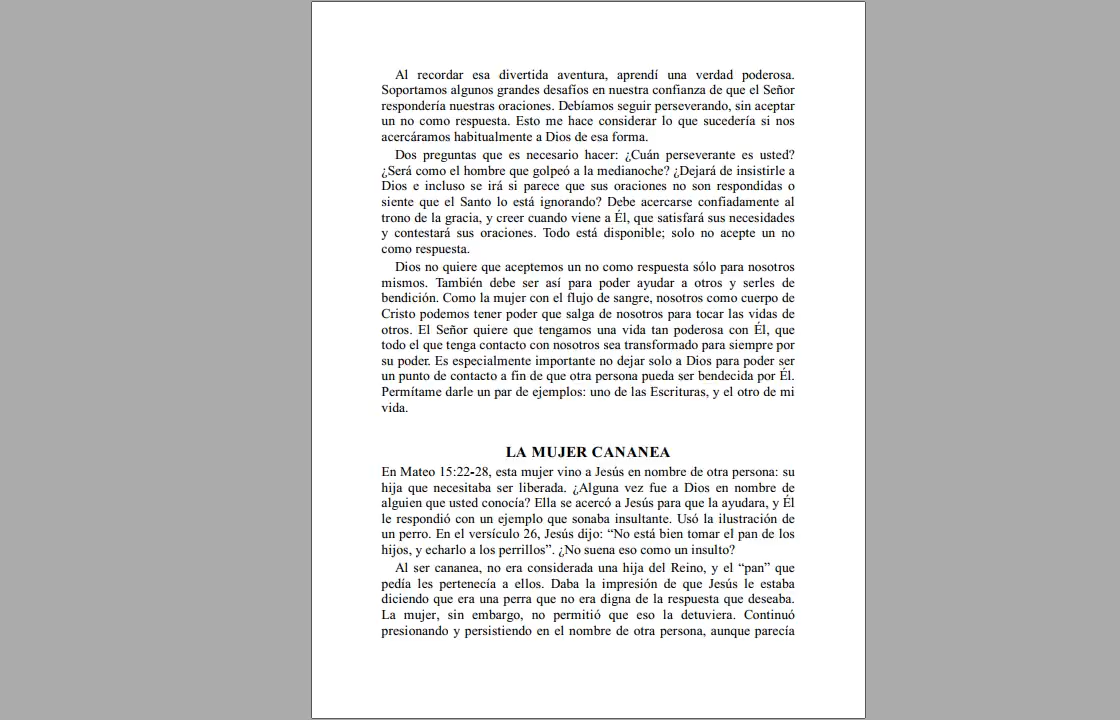 Al recordar esa divertida aventura, aprendí una verdad poderosa.
Soportamos algunos grandes desafíos en nuestra confianza de que el Señor
respondería nuestras oraciones. Debíamos seguir perseverando, sin aceptar
un no como respuesta. Esto me hace considerar lo que sucedería si nos
acercáramos habitualmente a Dios de esa forma.
Dos preguntas que es necesario hacer: ¿Cuán perseverante es usted?
¿Será como el hombre que golpeó a la medianoche? ¿Dejará de insistirle a
Dios e incluso se irá si parece que sus oraciones no son respondidas o
siente que el Santo lo está ignorando? Debe acercarse confiadamente al
trono de la gracia, y creer cuando viene a Él, que satisfará sus necesidades
y contestará sus oraciones. Todo está disponible; solo no acepte un no
como respuesta.
Dios no quiere que aceptemos un no como respuesta sólo para nosotros
mismos. También debe ser así para poder ayudar a otros y serles de
bendición. Como la mujer con el flujo de sangre, nosotros como cuerpo de
Cristo podemos tener poder que salga de nosotros para tocar las vidas de
otros. El Señor quiere que tengamos una vida tan poderosa con Él, que
todo el que tenga contacto con nosotros sea transformado para siempre por
su poder. Es especialmente importante no dejar solo a Dios para poder ser
un punto de contacto a fin de que otra persona pueda ser bendecida por Él.
Permítame darle un par de ejemplos: uno de las Escrituras, y el otro de mi
vida.
LA MUJER CANANEA
En Mateo 15:22-28, esta mujer vino a Jesús en nombre de otra persona: su
hija que necesitaba ser liberada. ¿Alguna vez fue a Dios en nombre de
alguien que usted conocía? Ella se acercó a Jesús para que la ayudara, y Él
le respondió con un ejemplo que sonaba insultante. Usó la ilustración de
un perro. En el versículo 26, Jesús dijo: “No está bien tomar el pan de los
hijos, y echarlo a los perrillos”. ¿No suena eso como un insulto?
Al ser cananea, no era considerada una hija del Reino, y el “pan” que
pedía les pertenecía a ellos. Daba la impresión de que Jesús le estaba
diciendo que era una perra que no era digna de la respuesta que deseaba.
La mujer, sin embargo, no permitió que eso la detuviera. Continuó
presionando y persistiendo en el nombre de otra persona, aunque parecía